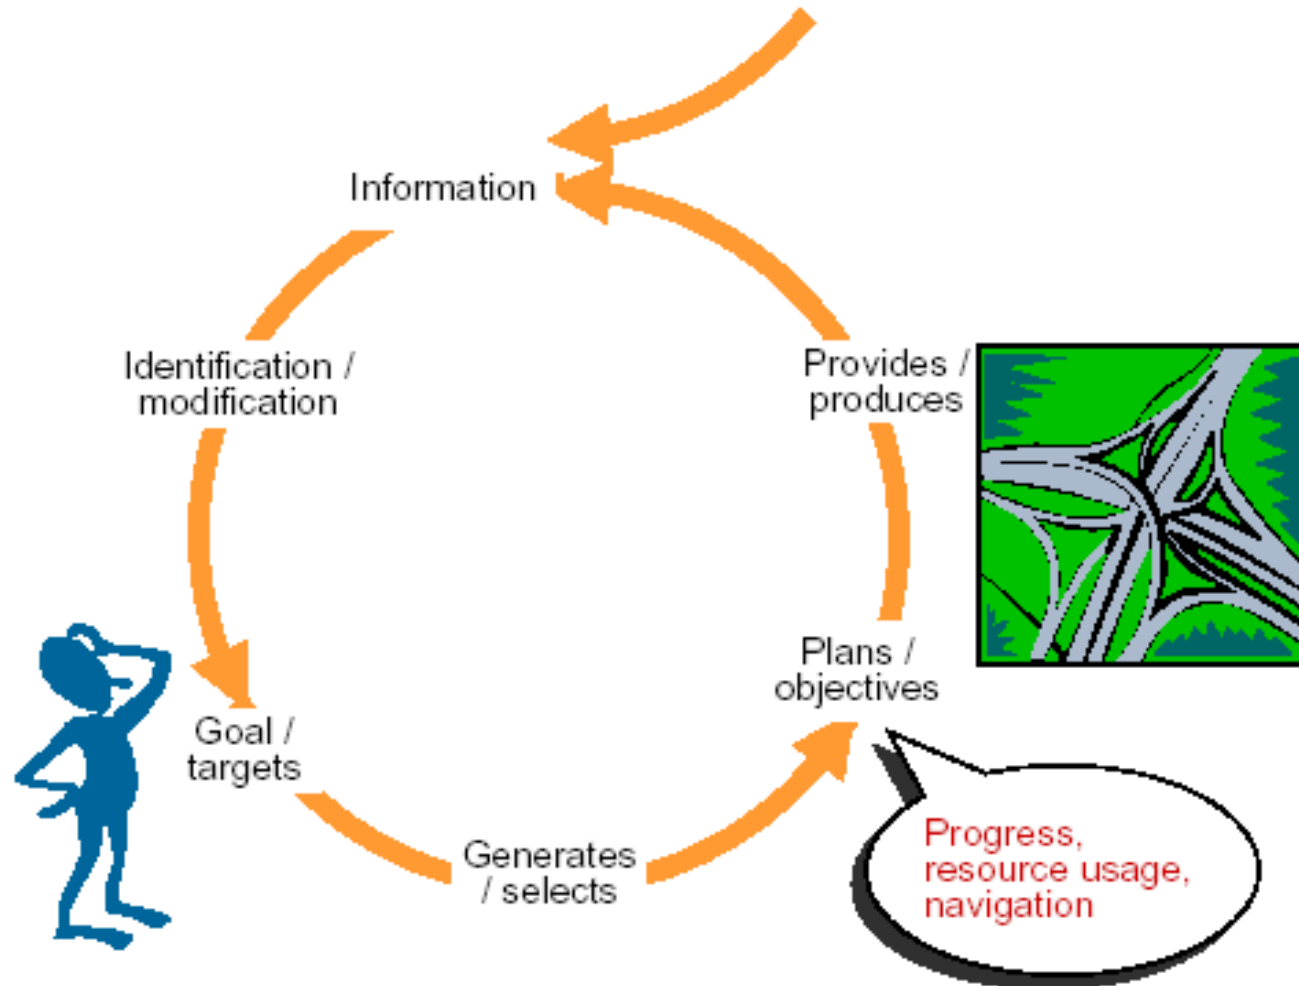 Information
Identification /
modification
Provides /
produces
Plans /
objectives
Goal /
targets
Generates
/ selects
Progress,
resource usage,
navigation